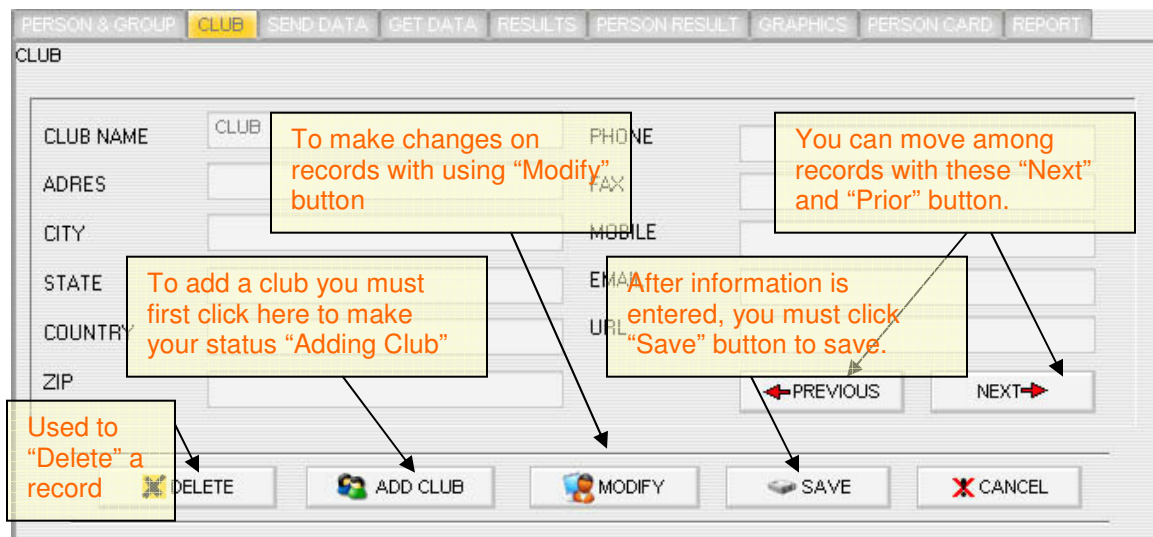 PERSON & GROUP CLUB SEND DATA GET DATA RESULTS PERSON RESULT GRAPHICS PERSON CARD REPORT
CLUB
CLUB NAME CLUB
ADRES
CITY
STATE
COUNTRY
ZIP
PHONE
FAX
MOBILE
EMAIL
URL
To make changes on
records with using “Modify”
button
You can move among
records with these “Next”
and “Prior” button.
To add a club you must
first click here to make
your status “Adding Club”
After information is
entered, you must click
“Save” button to save.
PREVIOUS NEXT
Used to
“Delete” a
record
DELETE ADD CLUB MODIFY SAVE CANCEL